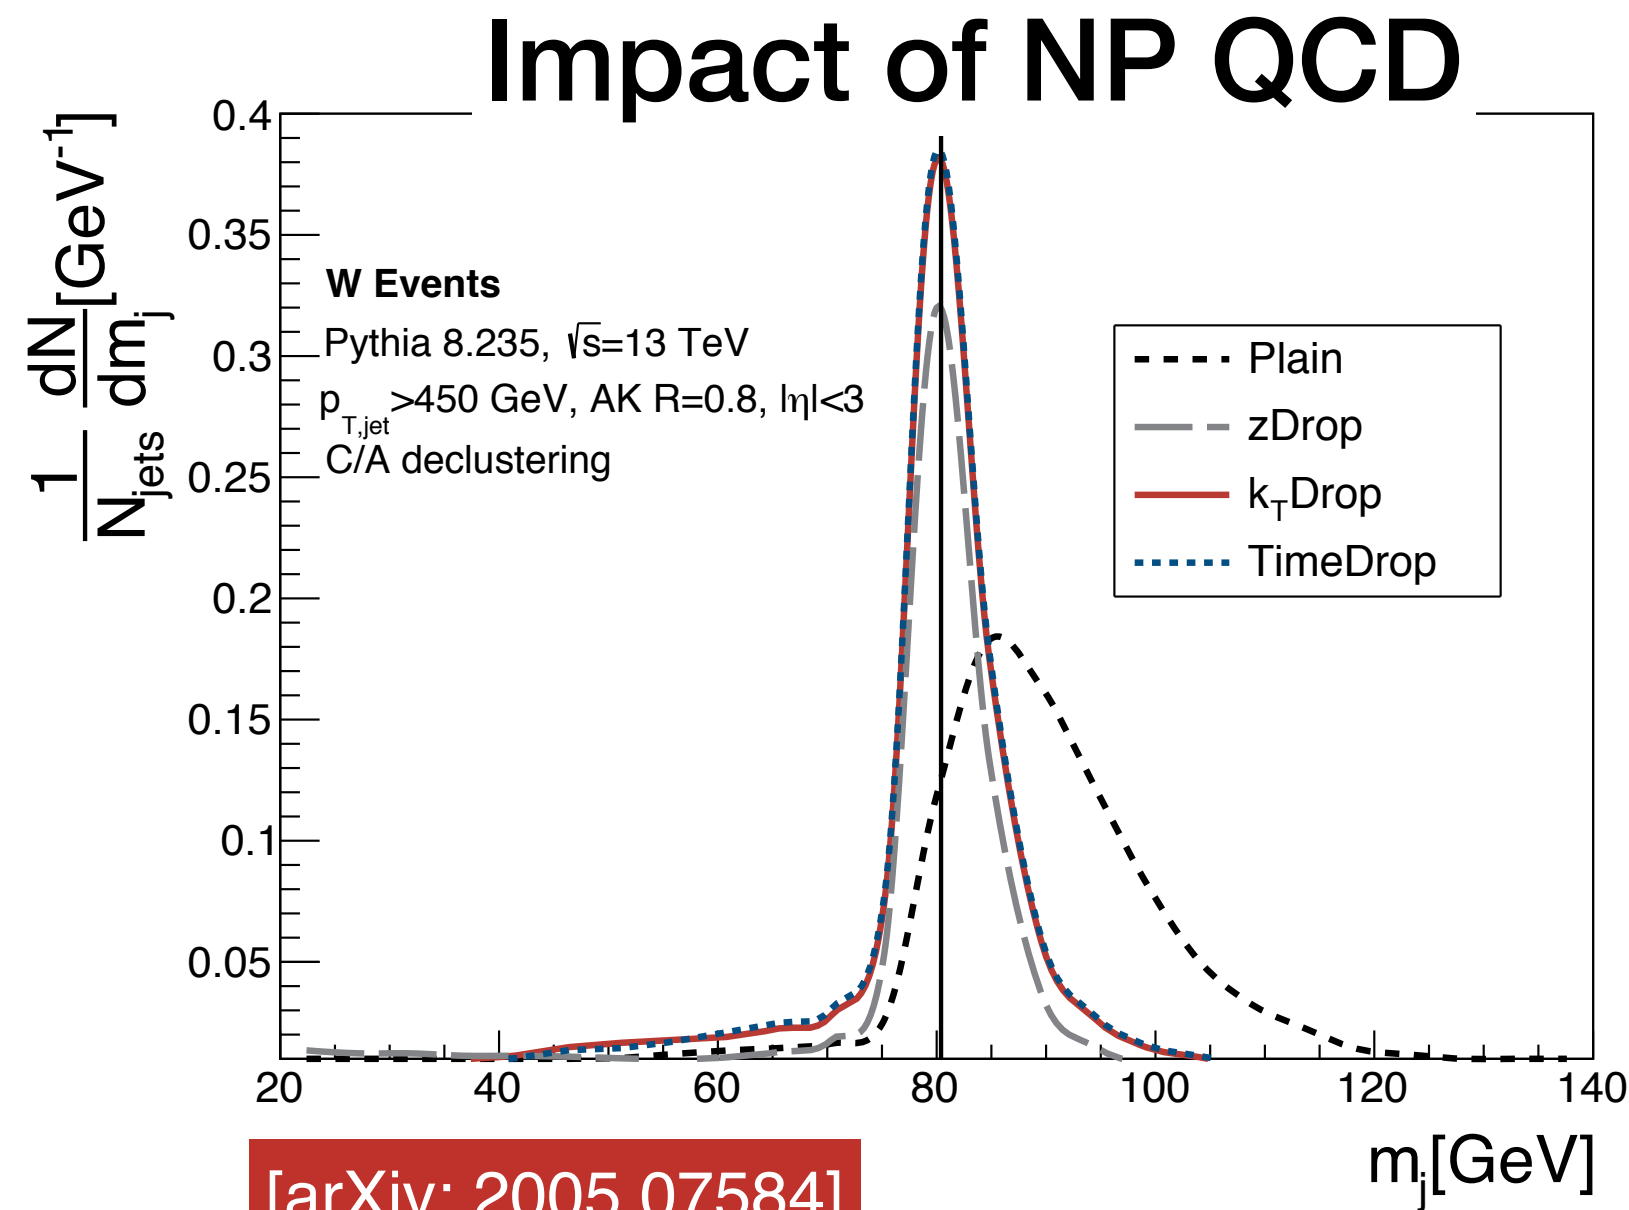 Impact of NP QCD
1/N_jets dN/dm_j [GeV^-1]
0.4
0.35
0.3
0.25
0.2
0.15
0.1
0.05
W Events
Pythia 8.235, √s=13 TeV
p_T,jet>450 GeV, AK R=0.8, |η|<3
C/A declustering
Plain
zDrop
k_TDrop
TimeDrop
20 40 60 80 100 120 140
m_j[GeV]
[arXiv: 2005.07584]